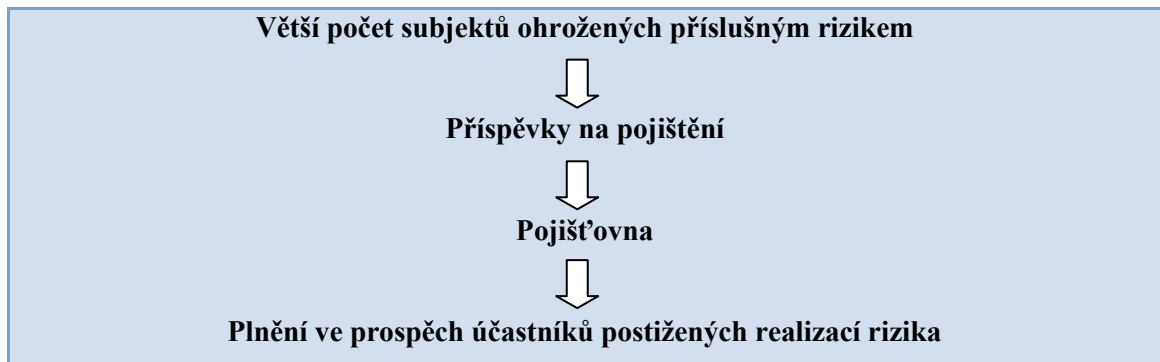 Větší počet subjektů ohrožených příslušným rizikem
Příspěvky na pojištění
Pojišťovna
Plnění ve prospěch účastníků postižených realizací rizika